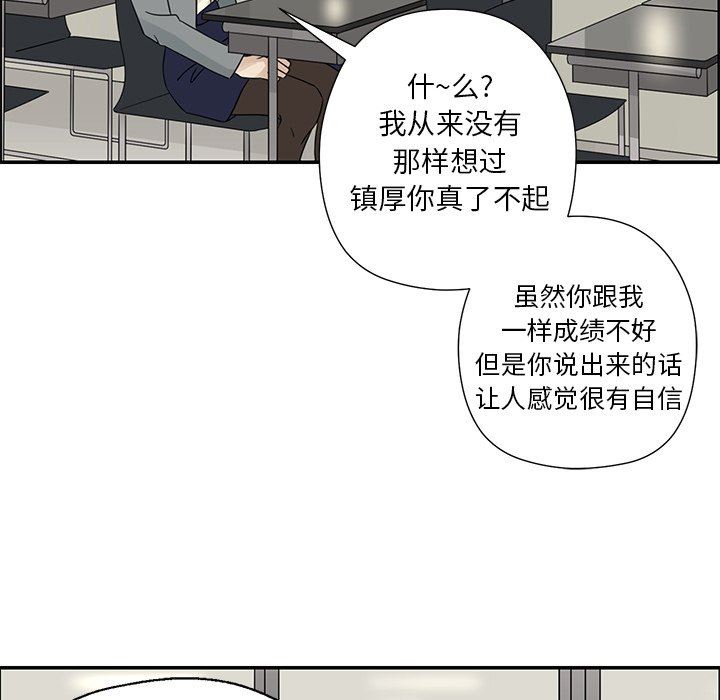 什~么?
我从来没有
那样想过
镇厚你真了不起
虽然你跟我
一样成绩不好
但是你说出来的话
让人感觉很有自信